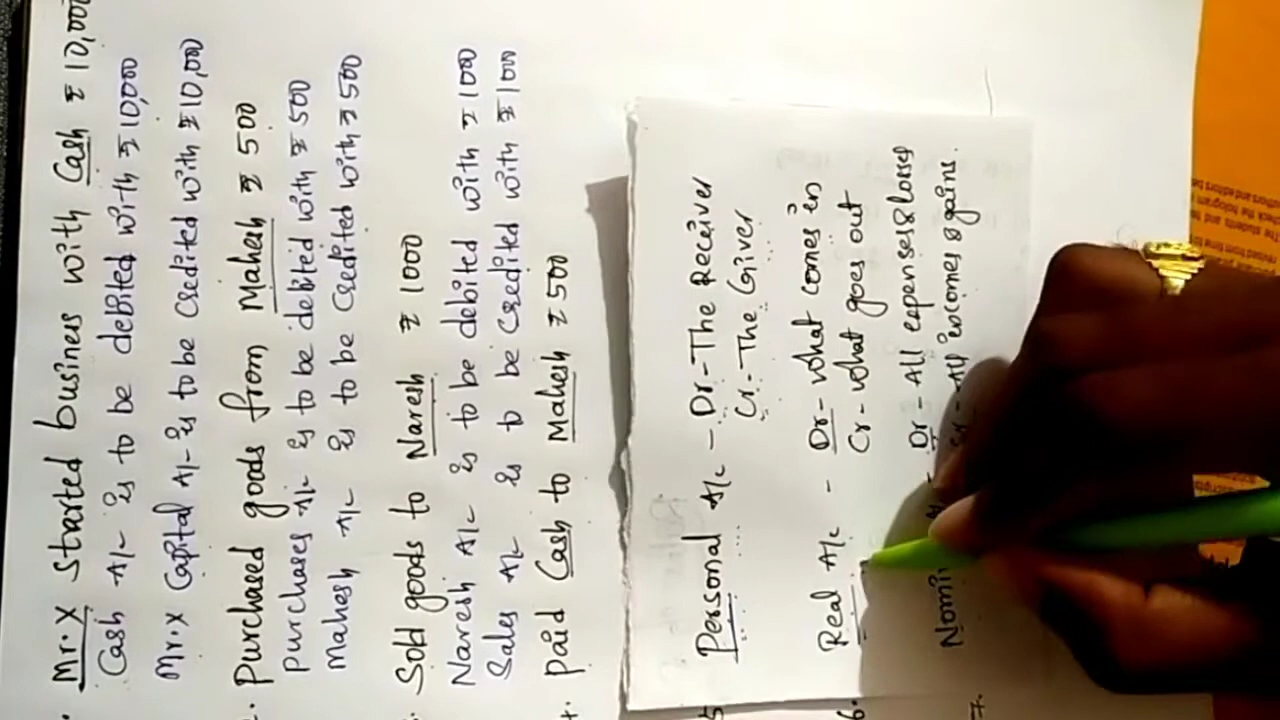 Mr.X Started business with Cash ₹ 10,000
Cash A/c is to be debited with ₹ 10,000
Mr.X Capital A/c is to be Credited with ₹ 10,000
Purchased goods from Mahesh ₹ 500
Purchases A/c is to be debited with ₹ 500
Mahesh A/c is to be Credited with ₹ 500
Sold goods to Naresh ₹ 1000
Naresh A/c is to be debited with ₹ 1000
Sales A/c is to be Credited with ₹ 1000
Paid Cash to Mahesh ₹ 500
5
6.
7.
Personal A/c - Dr - The Receiver
Cr - The Giver
Real A/c - Dr - what comes in
Cr - what goes out
Nomin
Dr - All expenses & losses
All incomes & gains.